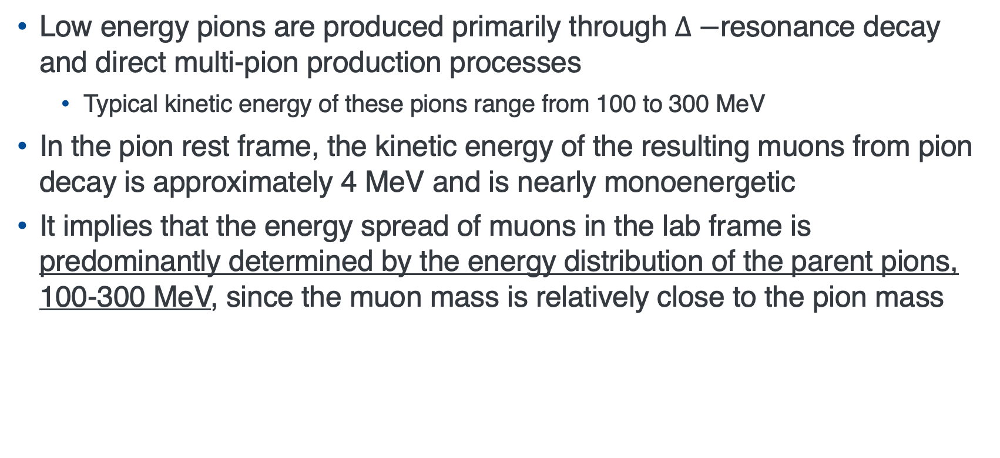 • Low energy pions are produced primarily through Δ −resonance decay
and direct multi-pion production processes
• Typical kinetic energy of these pions range from 100 to 300 MeV
• In the pion rest frame, the kinetic energy of the resulting muons from pion
decay is approximately 4 MeV and is nearly monoenergetic
• It implies that the energy spread of muons in the lab frame is
predominantly determined by the energy distribution of the parent pions,
100-300 MeV, since the muon mass is relatively close to the pion mass